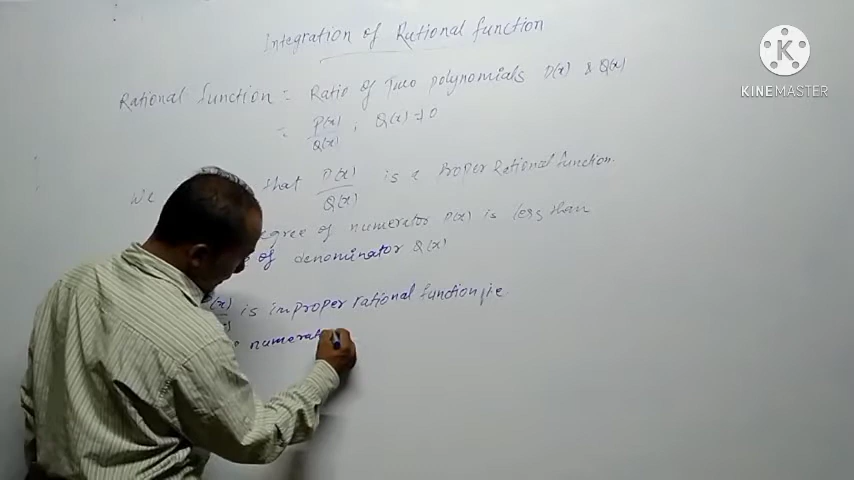 Integration of Rational function
Rational function = Ratio of Two polynomials P(x) & Q(x)
= P(x)/Q(x), Q(x) ≠ 0
We that P(x)/Q(x) is a Proper Rational function.
egree of numerator P(x) is less than
of denominator Q(x)
(x) is improper rational function, i.e
numerat
KINEMASTER